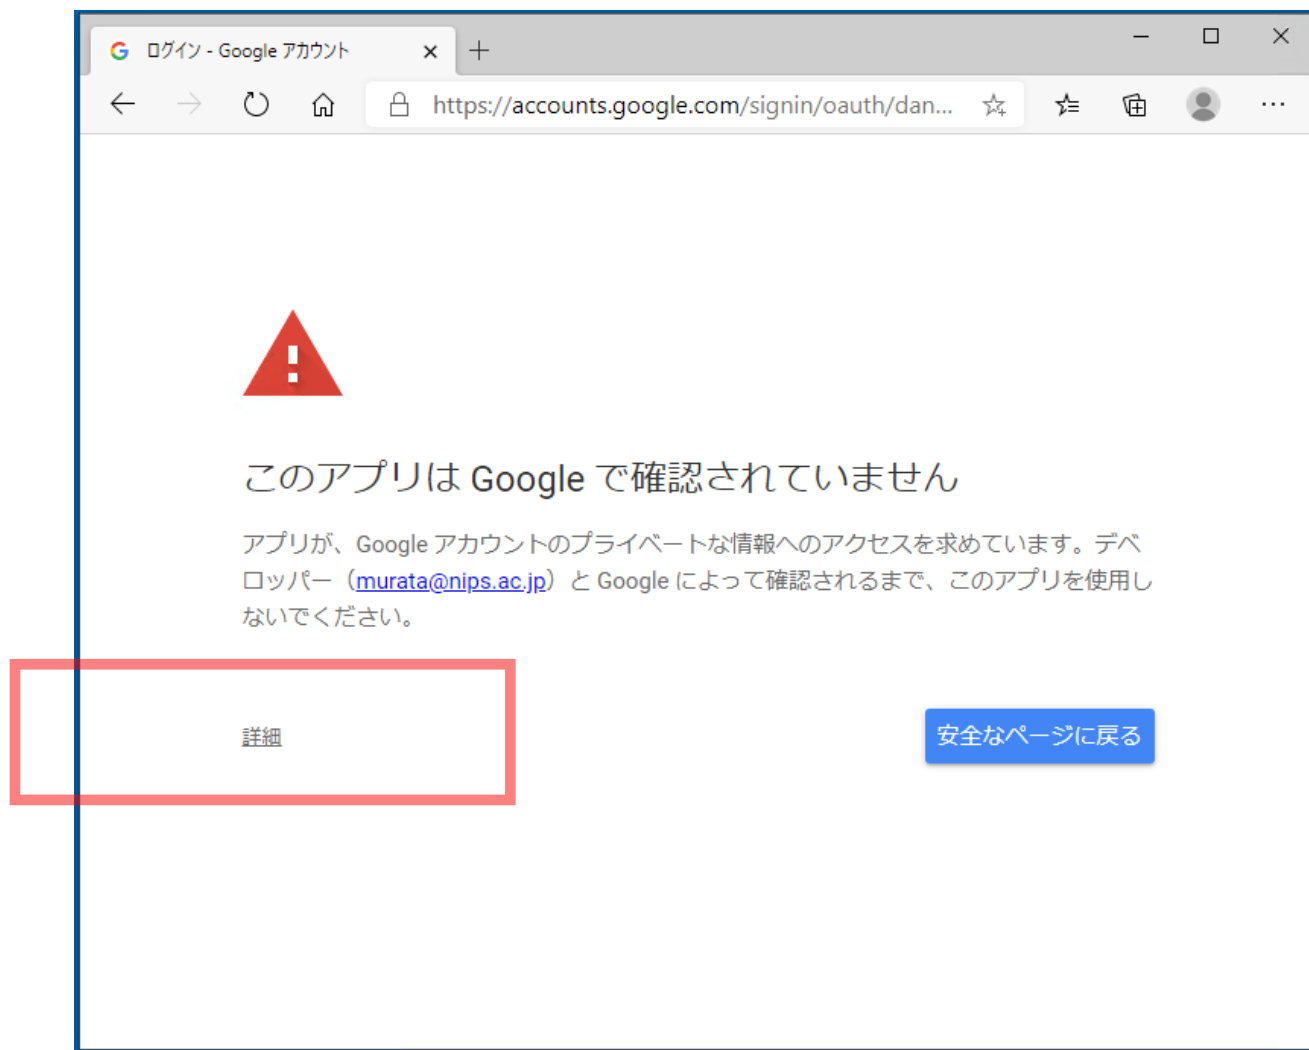 ログイン - Google アカウント
https://accounts.google.com/signin/oauth/dan...
このアプリは Google で確認されていません
アプリが、Google アカウントのプライベートな情報へのアクセスを求めています。デベ
ロッパー（murata@nips.ac.jp）と Google によって確認されるまで、このアプリを使用し
ないでください。
詳細
安全なページに戻る